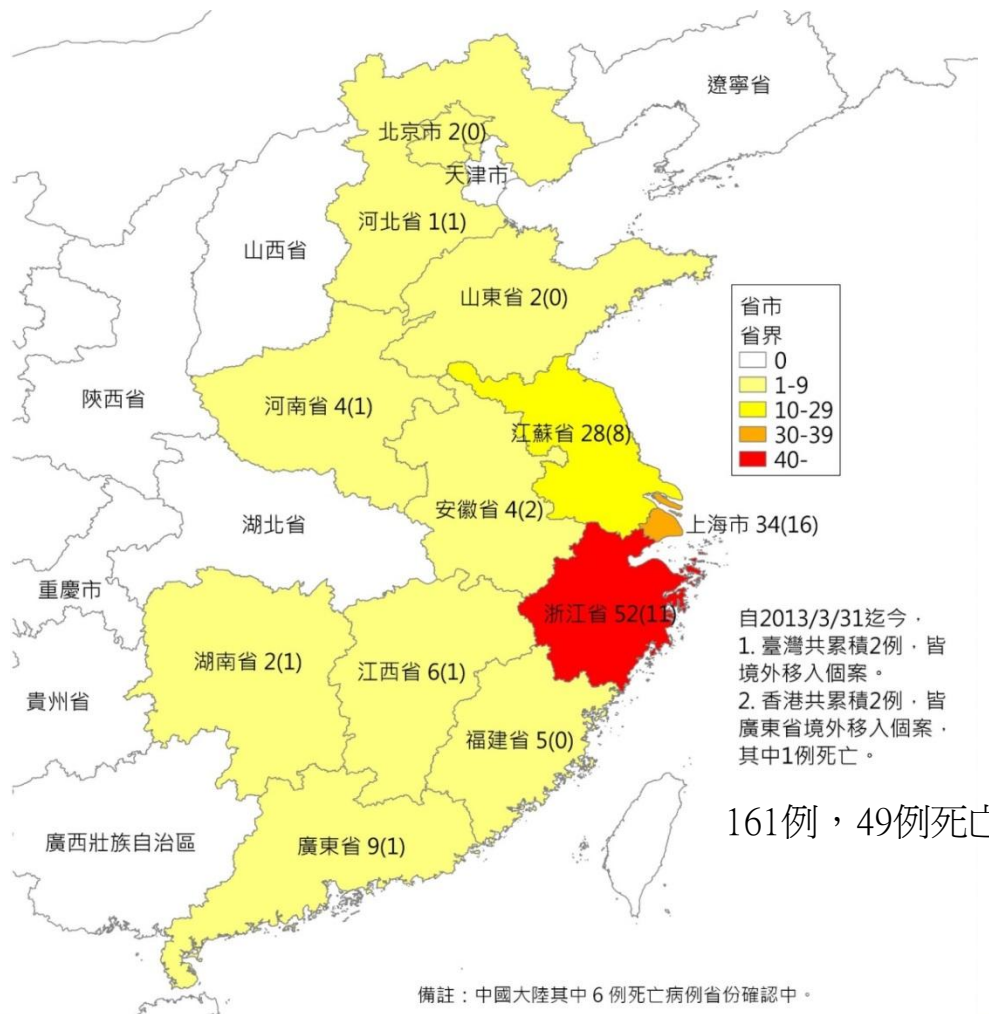 遼寧省
北京市 2(0)
天津市
河北省 1(1)
山西省
山東省 2(0)
省市
省界
0
1-9
10-29
30-39
40-
陝西省
河南省 4(1)
江蘇省 28(8)
安徽省 4(2)
湖北省
上海市 34(16)
重慶市
浙江省 52(11)
自2013/3/31迄今，
1. 臺灣共累積2例，皆
境外移入個案。
2. 香港共累積2例，皆
廣東省境外移入個案，
其中1例死亡。
湖南省 2(1)
江西省 6(1)
貴州省
福建省 5(0)
161例，49例死亡
廣西壯族自治區
廣東省 9(1)
備註：中國大陸其中 6 例死亡病例省份確認中。